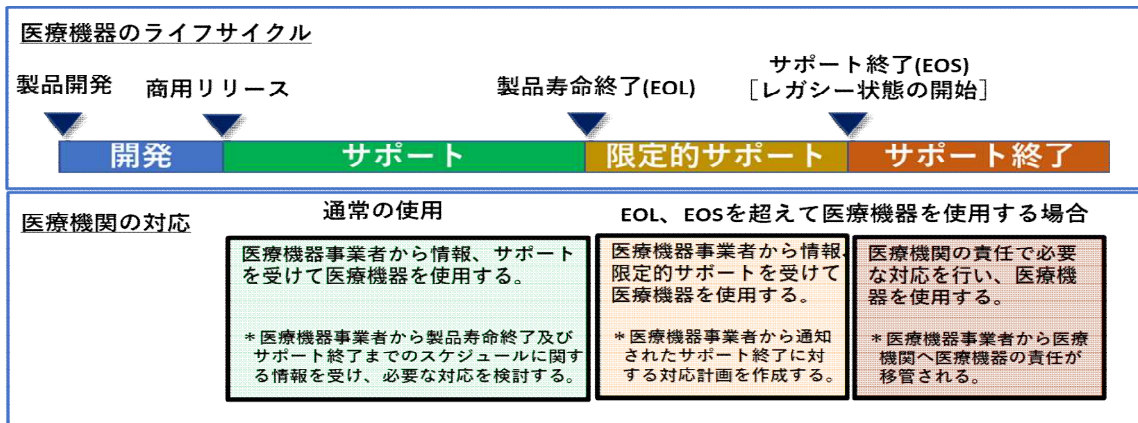 医療機器のライフサイクル
製品開発
商用リリース
製品寿命終了(EOL)
サポート終了(EOS)
［レガシー状態の開始］
開発
サポート
限定的サポート
サポート終了
医療機関の対応
通常の使用
EOL、EOSを超えて医療機器を使用する場合
医療機器事業者から情報、サポート
を受けて医療機器を使用する。
＊医療機器事業者から製品寿命終了及び
サポート終了までのスケジュールに関す
る情報を受け、必要な対応を検討する。
医療機器事業者から情報、
限定的サポートを受けて
医療機器を使用する。
＊医療機器事業者から通知
されたサポート終了に対
する対応計画を作成する。
医療機関の責任で必要
な対応を行い、医療機
器を使用する。
＊医療機器事業者から医療
機関へ医療機器の責任が
移管される。